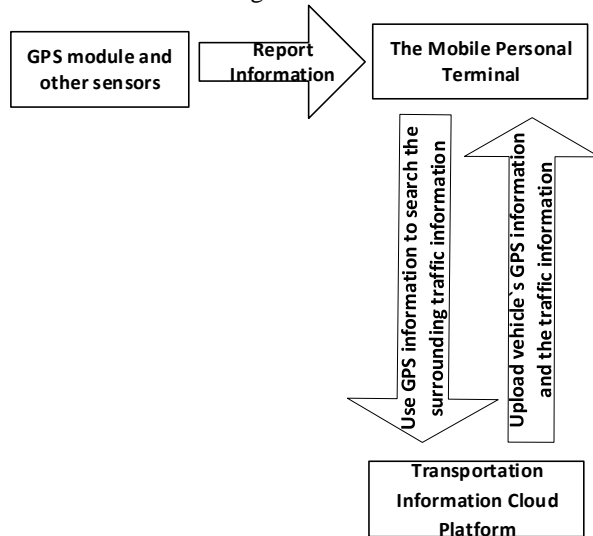 GPS module and
other sensors
Report
Information
The Mobile Personal
Terminal
Use GPS information to search the
surrounding traffic information
Upload vehicle`s GPS information
and the traffic information
Transportation
Information Cloud
Platform